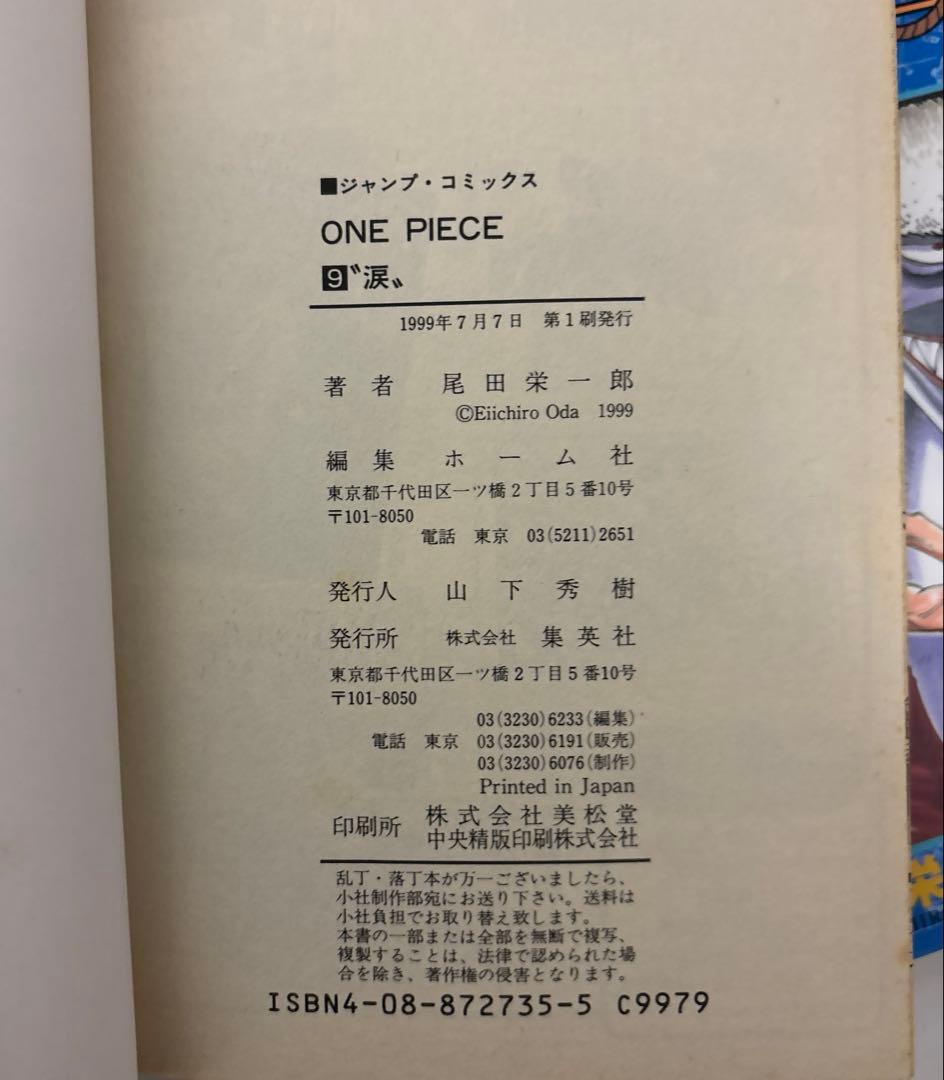 ■ジャンプ・コミックス
ONE PIECE
9〝涙〟
1999年7月7日 第1刷発行
著者 尾田栄一郎
©Eiichiro Oda 1999
編集 ホーム社
東京都千代田区一ツ橋2丁目5番10号
〒101-8050
電話 東京 03(5211)2651
発行人 山下秀樹
発行所 株式会社 集英社
東京都千代田区一ツ橋2丁目5番10号
〒101-8050
03(3230)6233(編集)
電話 東京 03(3230)6191(販売)
03(3230)6076(制作)
Printed in Japan
印刷所 株式会社美松堂
中央精版印刷株式会社
乱丁・落丁本が万一ございましたら、
小社制作部宛にお送り下さい。送料は
小社負担でお取り替え致します。
本書の一部または全部を無断で複写、
複製することは、法律で認められた場
合を除き、著作権の侵害となります。
ISBN4-08-872735-5 C9979